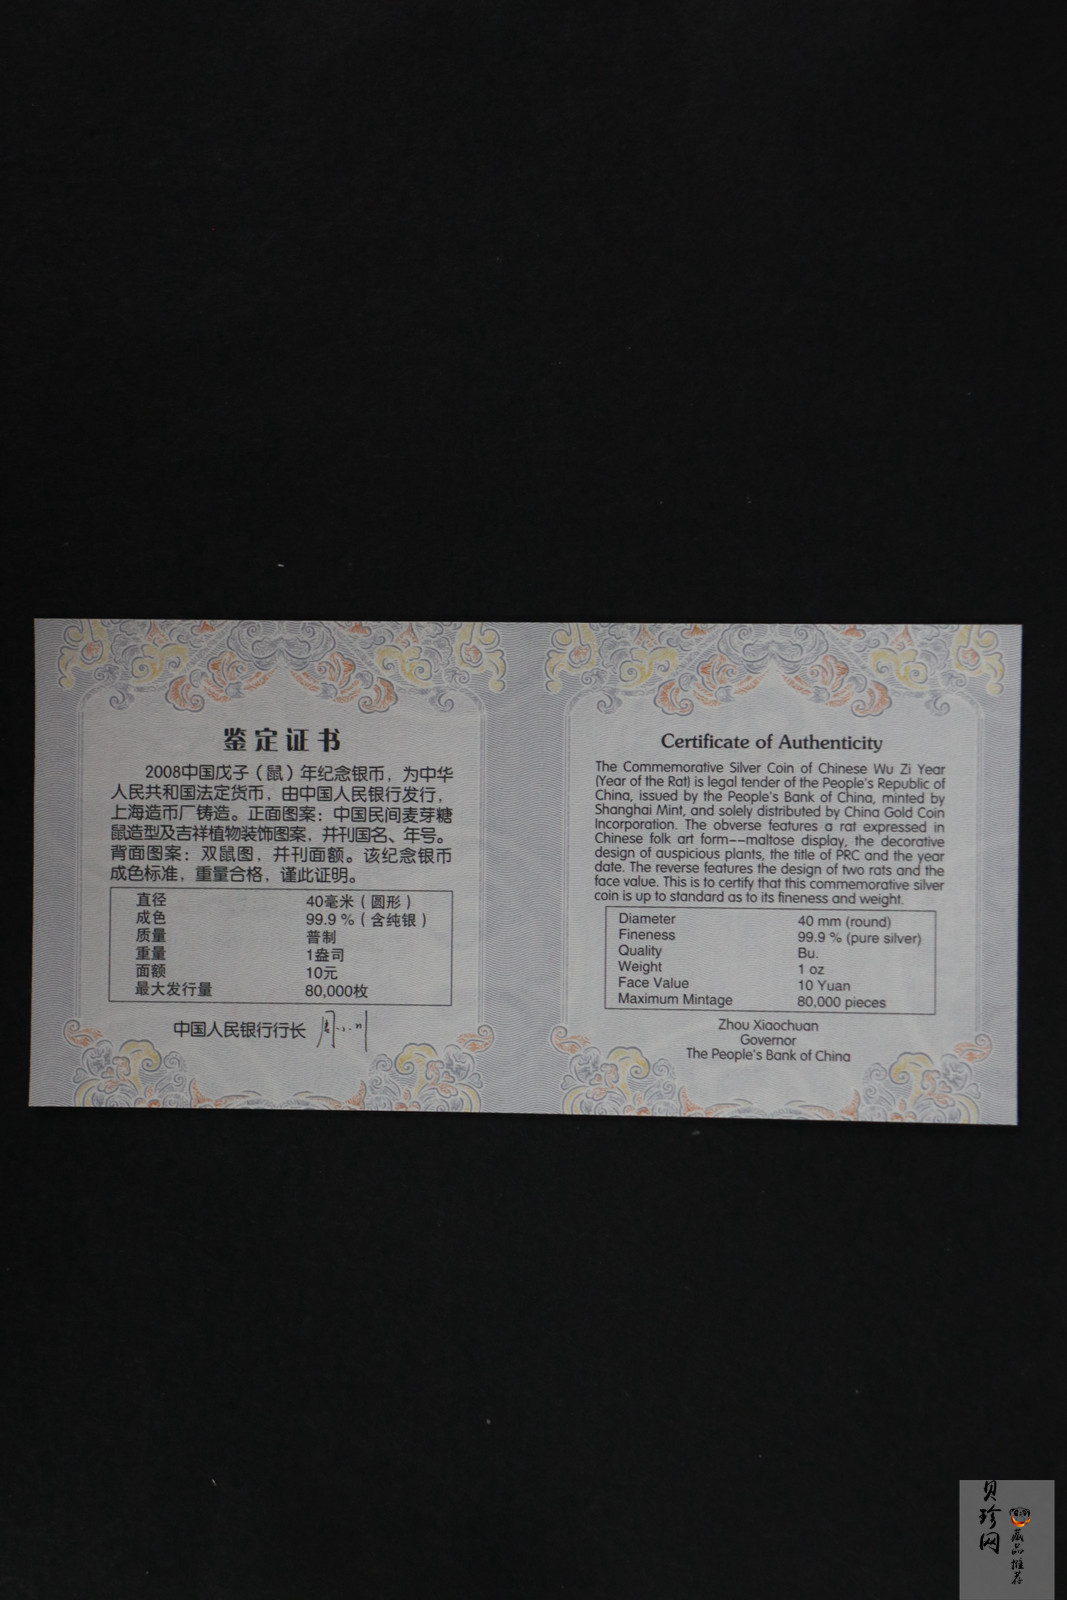 鉴定证书
2008中国戊子（鼠）年纪念银币，为中华
人民共和国法定货币，由中国人民银行发行，
上海造币厂铸造。正面图案：中国民间麦芽糖
鼠造型及吉祥植物装饰图案，并刊国名、年号。
背面图案：双鼠图，并刊面额。该纪念银币
成色标准，重量合格，谨此证明。
直径 40毫米（圆形）
成色 99.9%（含纯银）
质量 普制
重量 1盎司
面额 10元
最大发行量 80,000枚
中国人民银行行长
Certificate of Authenticity
The Commemorative Silver Coin of Chinese Wu Zi Year
(Year of the Rat) is legal tender of the People's Republic of
China, issued by the People's Bank of China, minted by
Shanghai Mint, and solely distributed by China Gold Coin
Incorporation. The obverse features a rat expressed in
Chinese folk art form--maltose display, the decorative
design of auspicious plants, the title of PRC and the year
date. The reverse features the design of two rats and the
face value. This is to certify that this commemorative silver
coin is up to standard as to its fineness and weight.
Diameter 40 mm (round)
Fineness 99.9 % (pure silver)
Quality Bu.
Weight 1 oz
Face Value 10 Yuan
Maximum Mintage 80,000 pieces
Zhou Xiaochuan
Governor
The People's Bank of China
贝珍网
藏品推荐